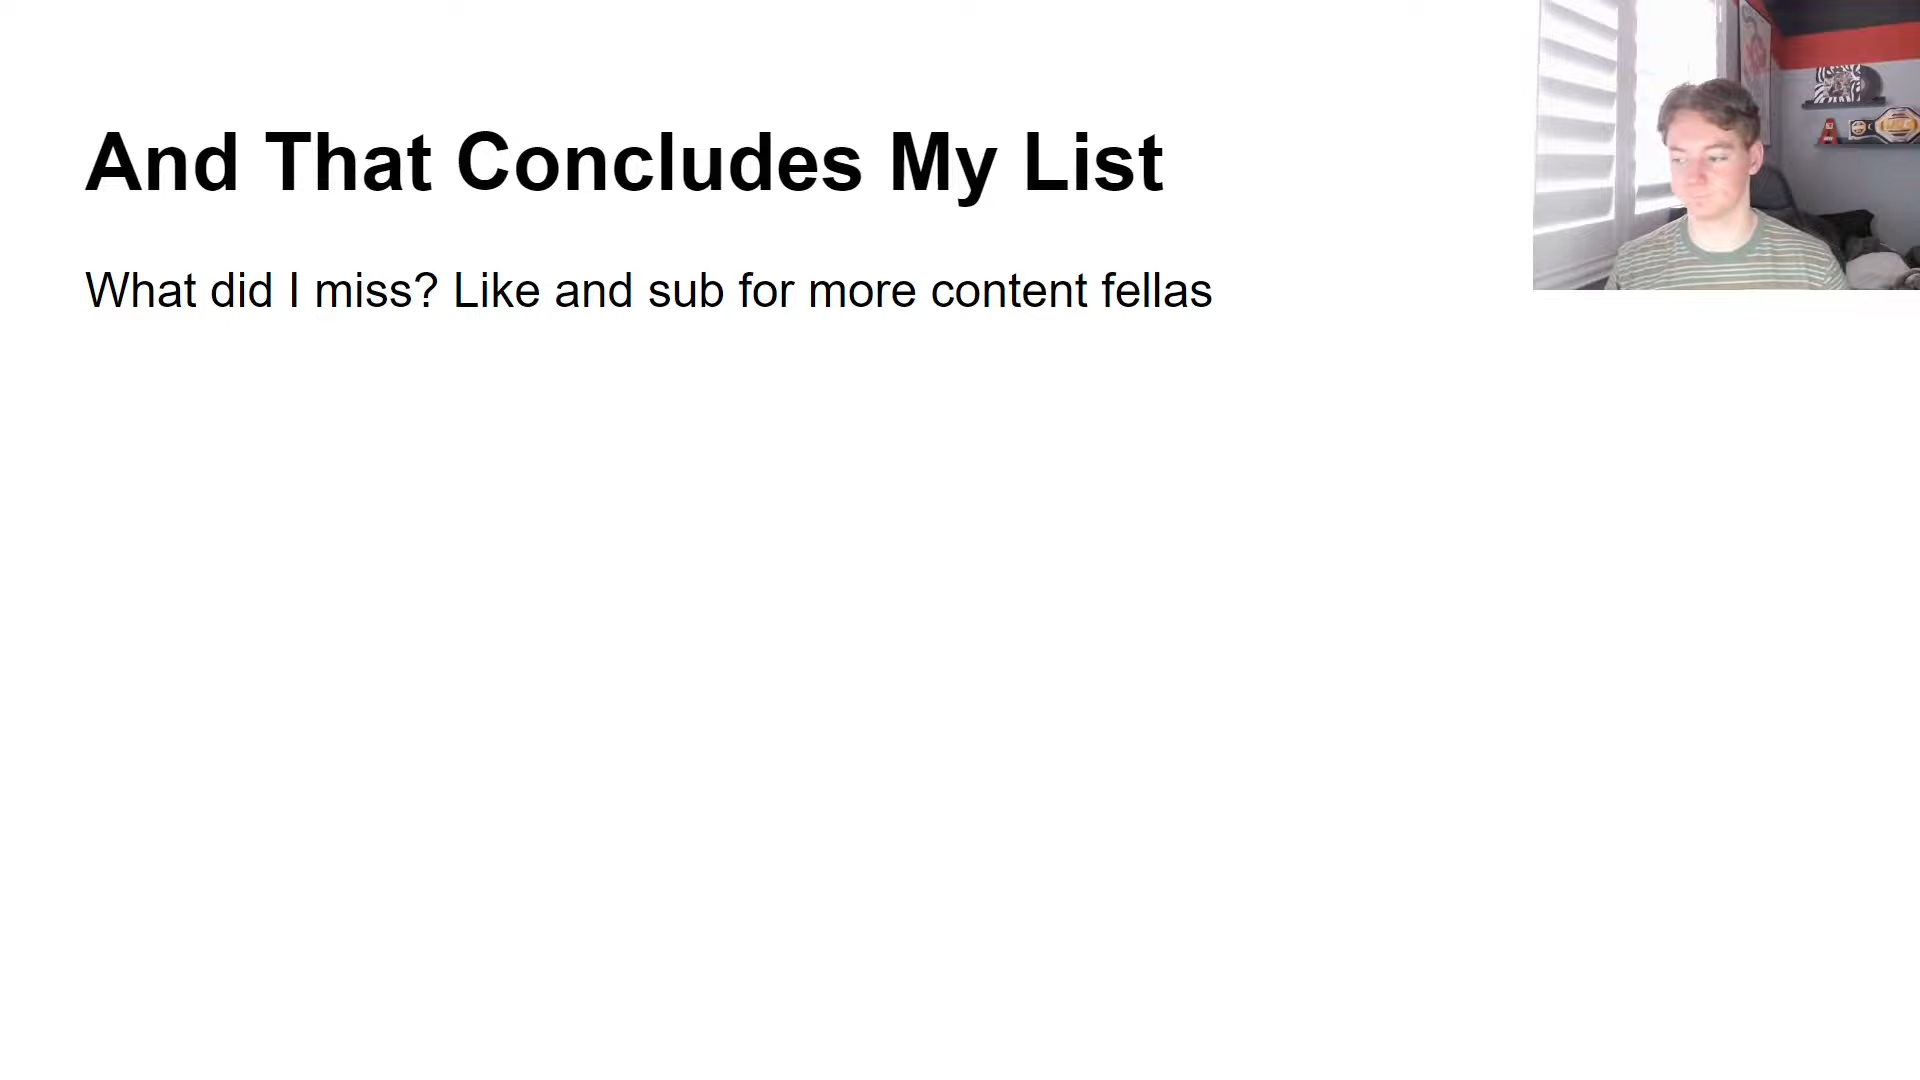 And That Concludes My List
What did I miss? Like and sub for more content fellas